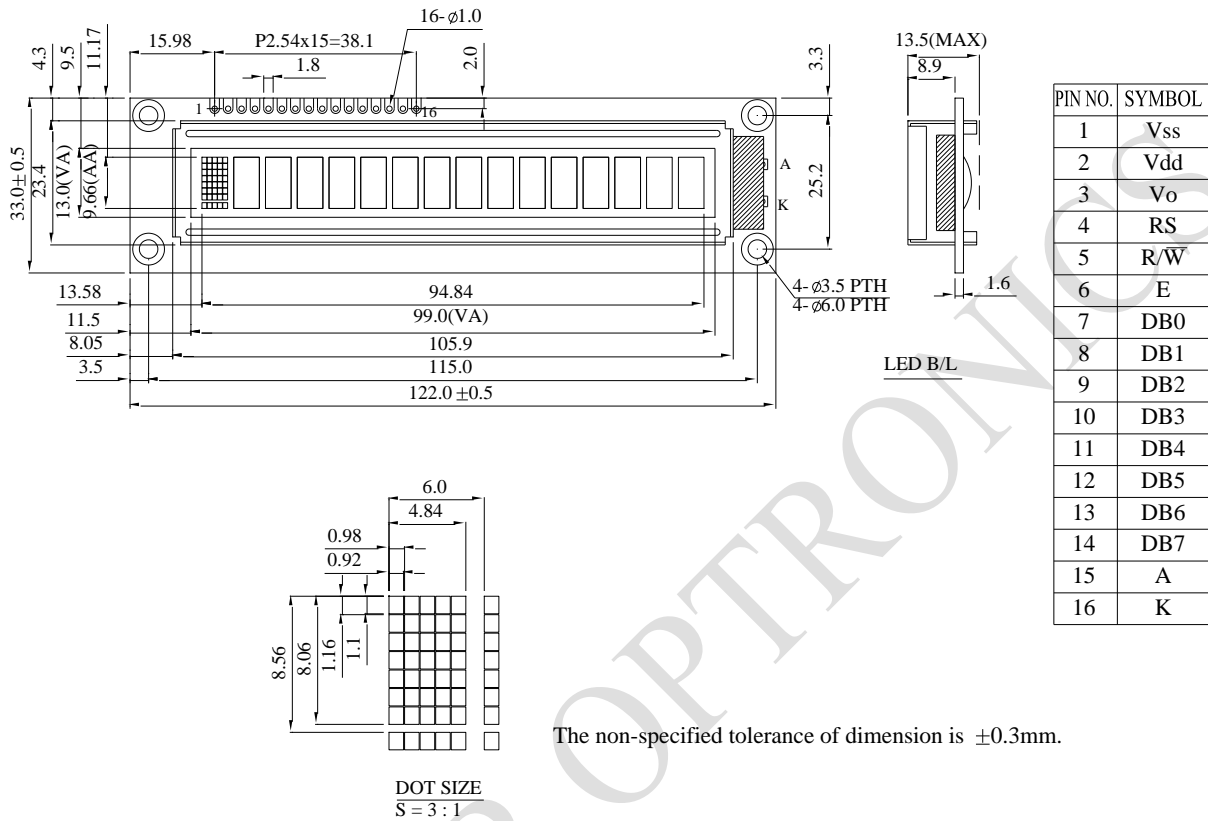 16- ø1.0
15.98
P2.54x15=38.1
1.8
2.0
3.3
4.3
9.5
11.17
1
16
A
K
33.0± 0.5
23.4
13.0(VA)
9.66(AA)
25.2
13.58
94.84
11.5
99.0(VA)
8.05
105.9
3.5
115.0
122.0 ±0.5
4- ø3.5 PTH
4- ø6.0 PTH
13.5(MAX)
8.9
1.6
LED B/L
PIN NO. SYMBOL
1 Vss
2 Vdd
3 Vo
4 RS
5 R/W̅
6 E
7 DB0
8 DB1
9 DB2
10 DB3
11 DB4
12 DB5
13 DB6
14 DB7
15 A
16 K
6.0
4.84
0.98
0.92
8.56
8.06
1.16
1.1
DOT SIZE
S = 3 : 1
The non-specified tolerance of dimension is ±0.3mm.
OPTRONICS